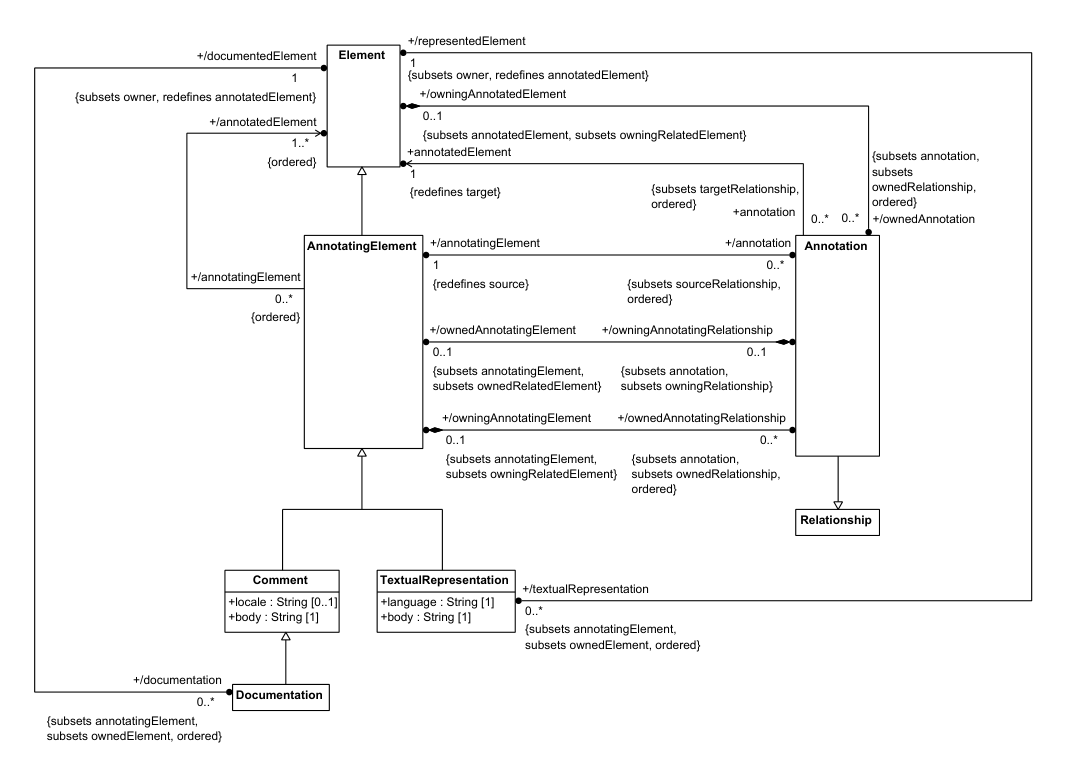 +/representedElement
+/documentedElement
Element
1
1
{subsets owner, redefines annotatedElement}
{subsets owner, redefines annotatedElement}
+/owningAnnotatedElement
0..1
+/annotatedElement
{subsets annotatedElement, subsets owningRelatedElement}
1..*
+annotatedElement
{ordered}
1
{redefines target}
{subsets annotation,
subsets
ownedRelationship,
ordered}
{subsets targetRelationship,
ordered}
+annotation
0..*
0..*
+/ownedAnnotation
AnnotatingElement
+/annotatingElement
+/annotation
Annotation
1
0..*
+/annotatingElement
{redefines source}
{subsets sourceRelationship,
ordered}
0..*
{ordered}
+/ownedAnnotatingElement
+/owningAnnotatingRelationship
0..1
0..1
{subsets annotatingElement,
subsets ownedRelatedElement}
{subsets annotation,
subsets owningRelationship}
+/owningAnnotatingElement
+/ownedAnnotatingRelationship
0..1
0..*
{subsets annotatingElement,
subsets owningRelatedElement}
{subsets annotation,
subsets ownedRelationship,
ordered}
Relationship
Comment
+locale : String [0..1]
+body : String [1]
TextualRepresentation
+language : String [1]
+body : String [1]
+/textualRepresentation
0..*
{subsets annotatingElement,
subsets ownedElement, ordered}
+/documentation
Documentation
0..*
{subsets annotatingElement,
subsets ownedElement, ordered}